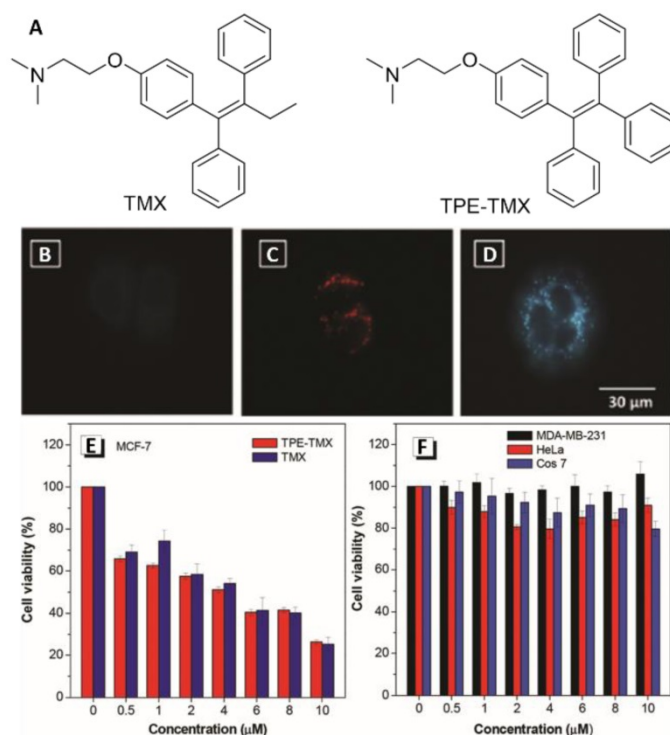 A
N
O
N
O
TMX
TPE-TMX
B
C
D
30 μm
E
MCF-7
TPE-TMX
TMX
Cell viability (%)
120
100
80
60
40
20
0
0 0.5 1 2 4 6 8 10
Concentration (μM)
F
MDA-MB-231
HeLa
Cos 7
Cell viability (%)
120
100
80
60
40
20
0
0 0.5 1 2 4 6 8 10
Concentration (μM)